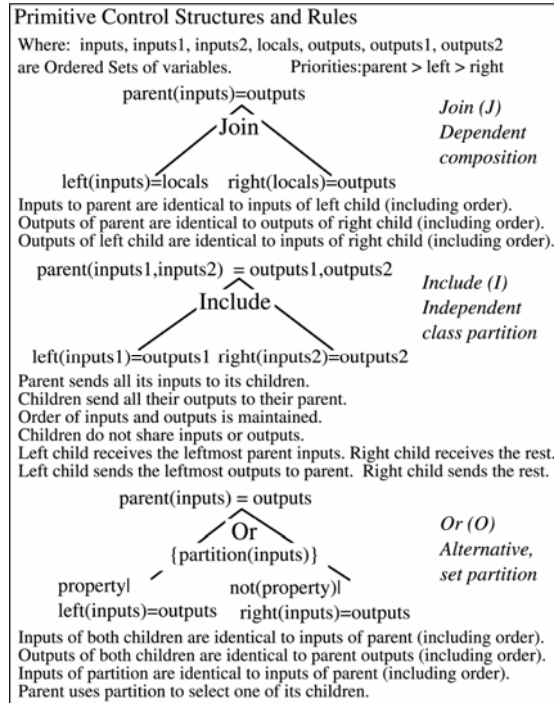 Primitive Control Structures and Rules
Where: inputs, inputs1, inputs2, locals, outputs, outputs1, outputs2
are Ordered Sets of variables. Priorities:parent > left > right
parent(inputs)=outputs
Join
Join (J)
Dependent
composition
left(inputs)=locals right(locals)=outputs
Inputs to parent are identical to inputs of left child (including order).
Outputs of parent are identical to outputs of right child (including order).
Outputs of left child are identical to inputs of right child (including order).
parent(inputs1,inputs2) = outputs1,outputs2
Include
Include (I)
Independent
class partition
left(inputs1)=outputs1 right(inputs2)=outputs2
Parent sends all its inputs to its children.
Children send all their outputs to their parent.
Order of inputs and outputs is maintained.
Children do not share inputs or outputs.
Left child receives the leftmost parent inputs. Right child receives the rest.
Left child sends the leftmost outputs to parent. Right child sends the rest.
parent(inputs) = outputs
Or
{partition(inputs)}
Or (O)
Alternative,
set partition
property| not(property)|
left(inputs)=outputs right(inputs)=outputs
Inputs of both children are identical to inputs of parent (including order).
Outputs of both children are identical to parent outputs (including order).
Inputs of partition are identical to inputs of parent (including order).
Parent uses partition to select one of its children.